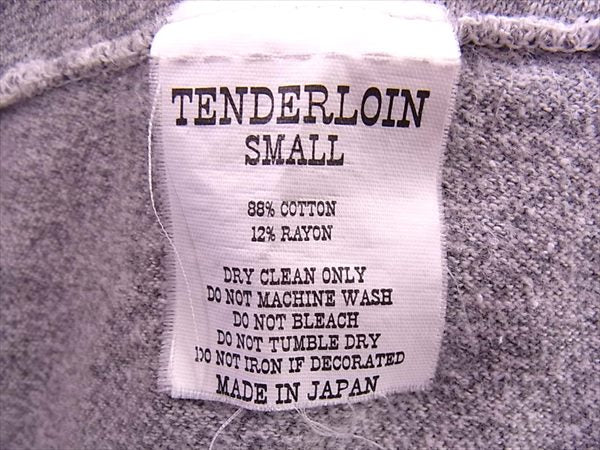 TENDERLOIN
SMALL
88% COTTON
12% RAYON
DRY CLEAN ONLY
DO NOT MACHINE WASH
DO NOT BLEACH
DO NOT TUMBLE DRY
DO NOT IRON IF DECORATED
MADE IN JAPAN